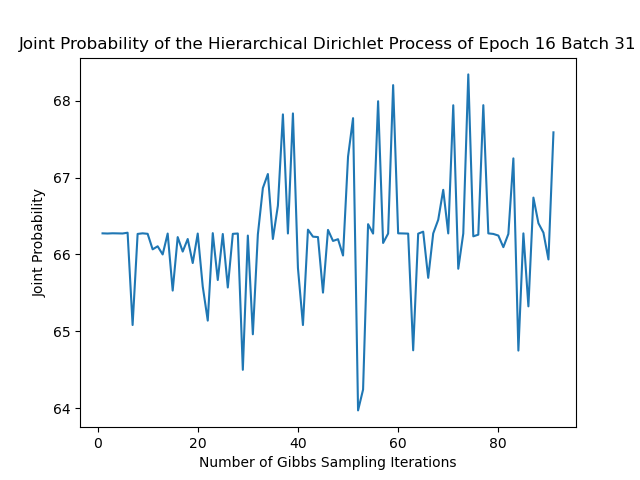 Joint Probability of the Hierarchical Dirichlet Process of Epoch 16 Batch 31
68
67
66
65
64
Joint Probability
0 20 40 60 80
Number of Gibbs Sampling Iterations